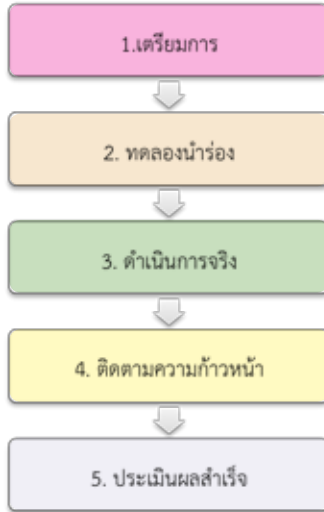 1.เตรียมการ
2. ทดลองนำร่อง
3. ดำเนินการจริง
4. ติดตามความก้าวหน้า
5. ประเมินผลสำเร็จ